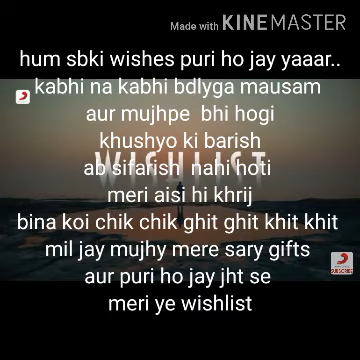 Made with KINEMASTER
hum sbki wishes puri ho jay yaaar..
kabhi na kabhi bdlyga mausam
aur mujhpe bhi hogi
khushyo ki barish
WISHLIST
ab sifarish nahi hoti
meri aisi hi khrij
bina koi chik chik ghit ghit khit khit
mil jay mujhy mere sary gifts
SUBSCRIBE
aur puri ho jay jht se
meri ye wishlist